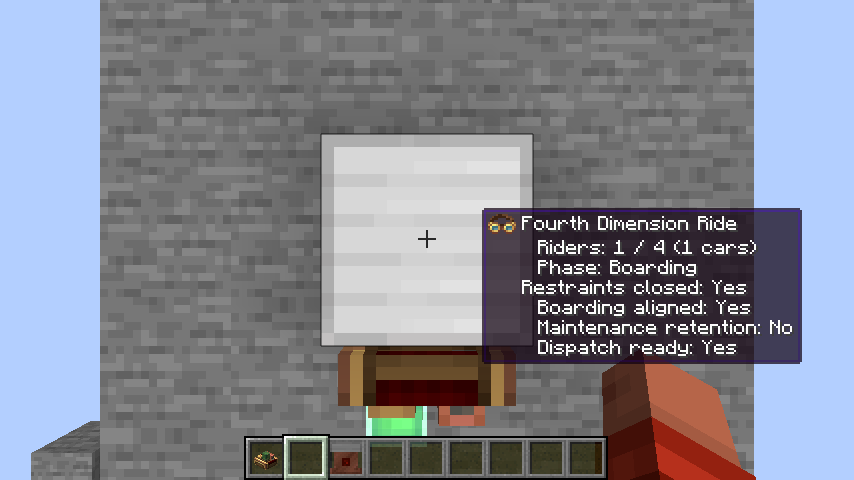 Fourth Dimension Ride
Riders: 1 / 4 (1 cars)
Phase: Boarding
Restraints closed: Yes
Boarding aligned: Yes
Maintenance retention: No
Dispatch ready: Yes